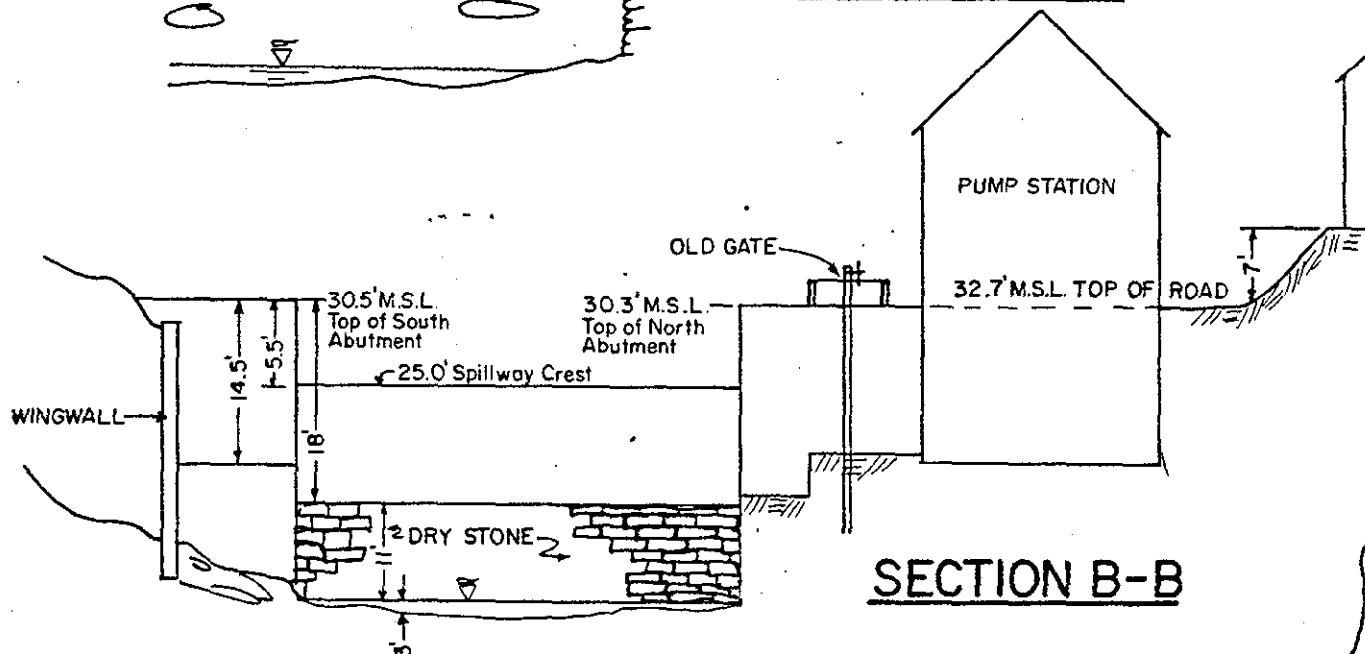 PUMP STATION
OLD GATE
7'
32.7' M.S.L. TOP OF ROAD
30.5' M.S.L.
Top of South
Abutment
30.3' M.S.L.
Top of North
Abutment
5.5'
14.5'
25.0' Spillway Crest
WINGWALL
18'
11'
DRY STONE
SECTION B-B
3'